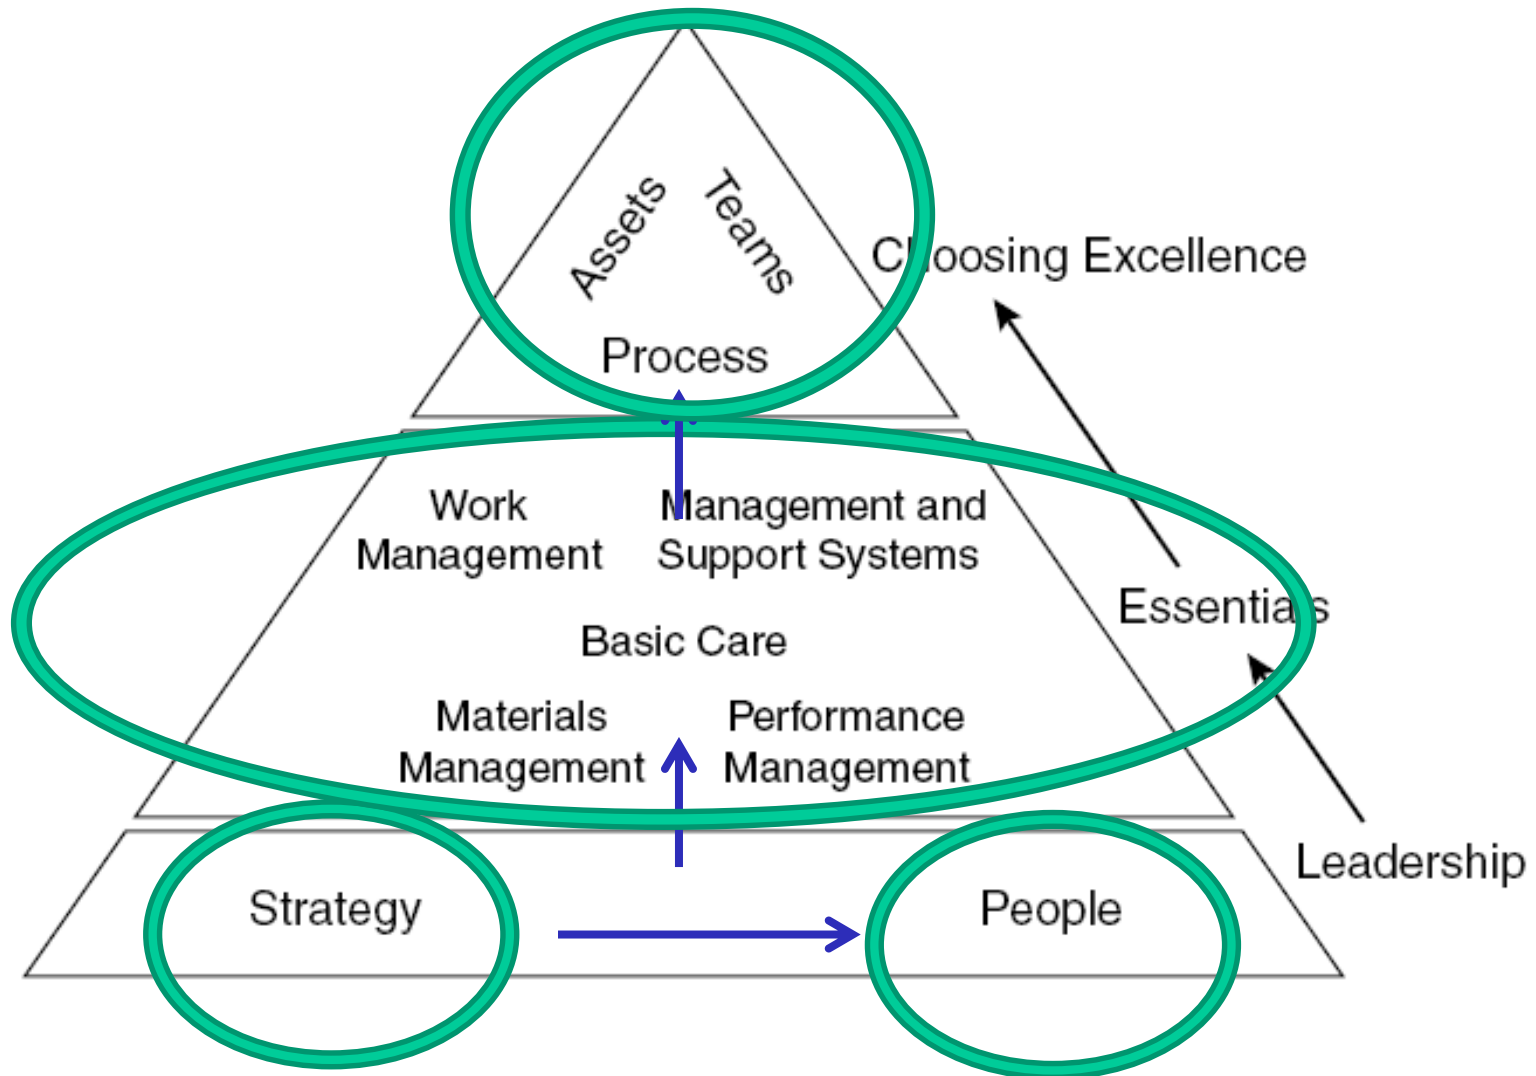 Assets
Teams
Choosing Excellence
Process
Work
Management
Management and
Support Systems
Essentials
Basic Care
Materials
Management
Performance
Management
Leadership
Strategy
People